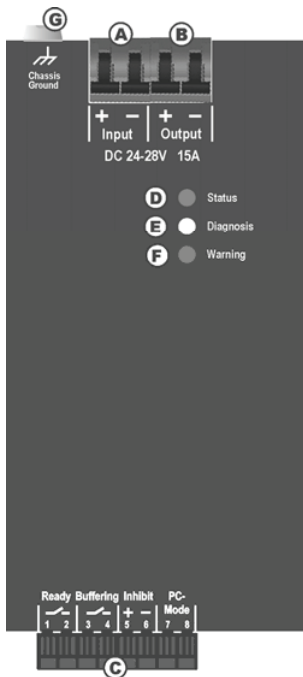 G
A B
Chassis
Ground
+ − + −
Input Output
DC 24-28V 15A
D Status
E Diagnosis
F Warning
Ready Buffering Inhibit PC-
Mode
+ −
1 2 3 4 5 6 7 8
C